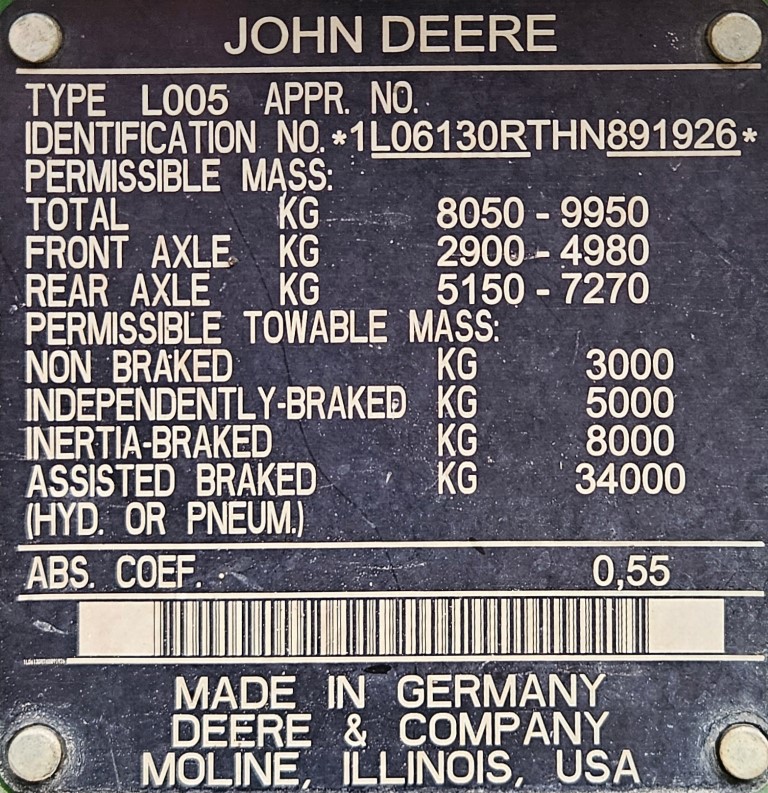 JOHN DEERE
TYPE L005 APPR. NO.
IDENTIFICATION NO. *1L06130RTHN891926*
PERMISSIBLE MASS:
TOTAL KG 8050 - 9950
FRONT AXLE KG 2900 - 4980
REAR AXLE KG 5150 - 7270
PERMISSIBLE TOWABLE MASS:
NON BRAKED KG 3000
INDEPENDENTLY-BRAKED KG 5000
INERTIA-BRAKED KG 8000
ASSISTED BRAKED KG 34000
(HYD. OR PNEUM.)
ABS. COEF. 0,55
MADE IN GERMANY
DEERE & COMPANY
MOLINE, ILLINOIS, USA